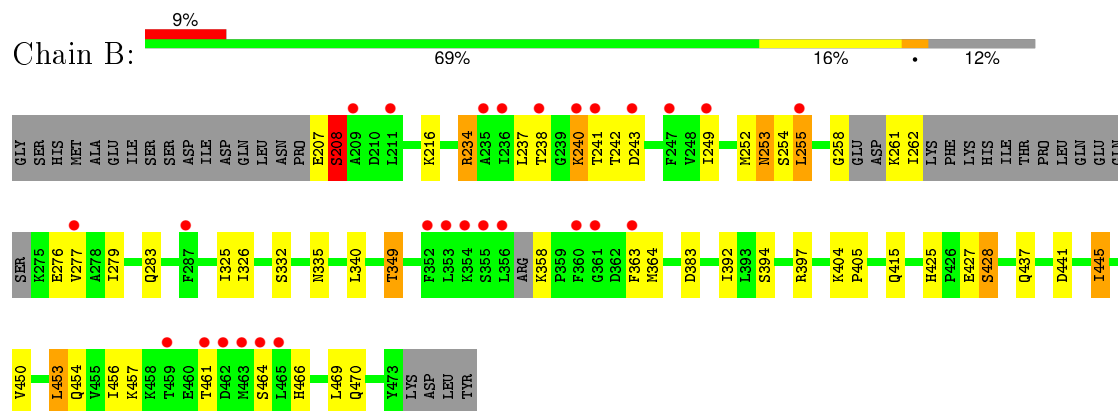 9%
Chain B:
69% 16% • 12%
GLY SER HIS MET ALA GLU ILE SER SER ASP ILE ASP GLN LEU ASN PRO E207 S208 A209 D210 L211 K216 R234 A235 I236 L237 T238 G239 K240 T241 T242 D243 F247 V248 I249 M252 N253 S254 L255 G258 GLU ASP K261 I262 LYS PHE LYS HIS ILE THR PRO LEU GLN GLU GLN
SER K275 E276 V277 A278 I279 Q283 F287 I325 I326 S332 N335 L340 T349 F352 L353 K354 S355 L356 ARG K358 P359 F360 G361 D362 F363 M364 D383 I392 L393 S394 R397 K404 P405 Q415 H425 P426 E427 S428 Q437 D441 I445
V450 L453 Q454 V455 I456 K457 K458 T459 E460 T461 D462 M463 S464 L465 H466 L469 Q470 Y473 LYS ASP LEU TYR